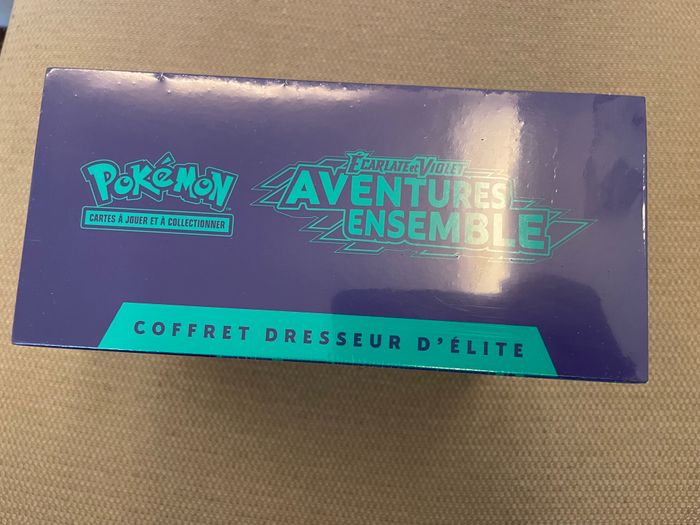 POKÉMON
CARTES À JOUER ET À COLLECTIONNER
ÉCARLATE ET VIOLET
AVENTURES
ENSEMBLE
COFFRET DRESSEUR D'ÉLITE